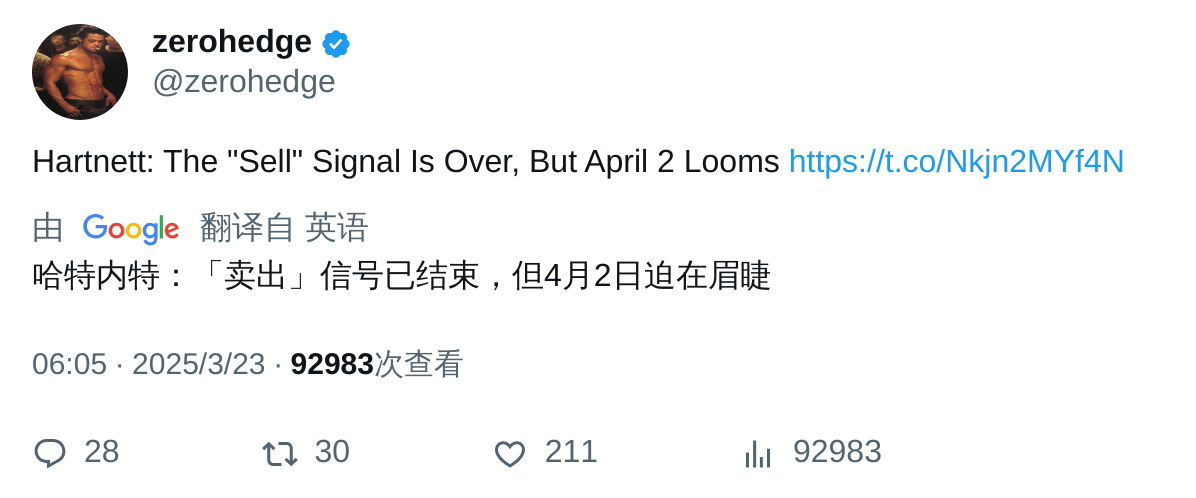 zerohedge
@zerohedge
Hartnett: The "Sell" Signal Is Over, But April 2 Looms https://t.co/Nkjn2MYf4N
由 Google 翻译自 英语
哈特内特：「卖出」信号已结束，但4月2日迫在眉睫
06:05 · 2025/3/23 · 92983次查看
28 30 211 92983